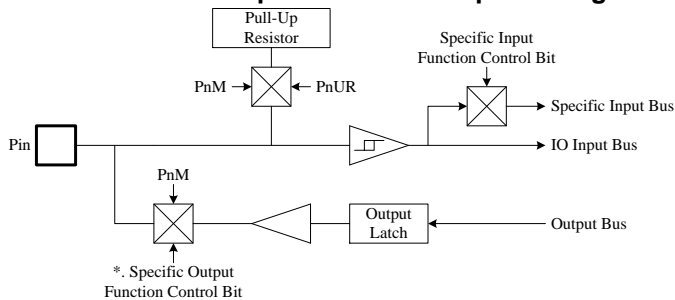 Pull-Up
Resistor
Specific Input
Function Control Bit
PnM
PnUR
Specific Input Bus
Pin
IO Input Bus
PnM
Output
Latch
Output Bus
*. Specific Output
Function Control Bit